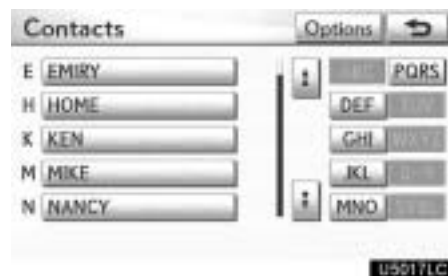 Contacts Options
E EMIRY PQRS
H HOME DEF
K KEN GHI
M MIKE JKL
N NANCY MNO
U5017LC